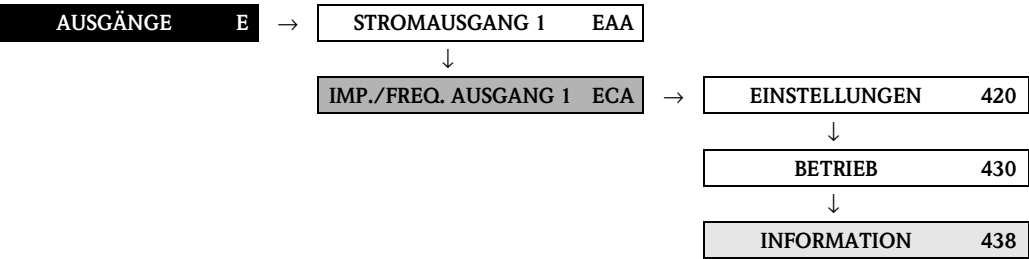 AUSGÄNGE E → STROMAUSGANG 1 EAA
↓
IMP./FREQ. AUSGANG 1 ECA → EINSTELLUNGEN 420
↓
BETRIEB 430
↓
INFORMATION 438